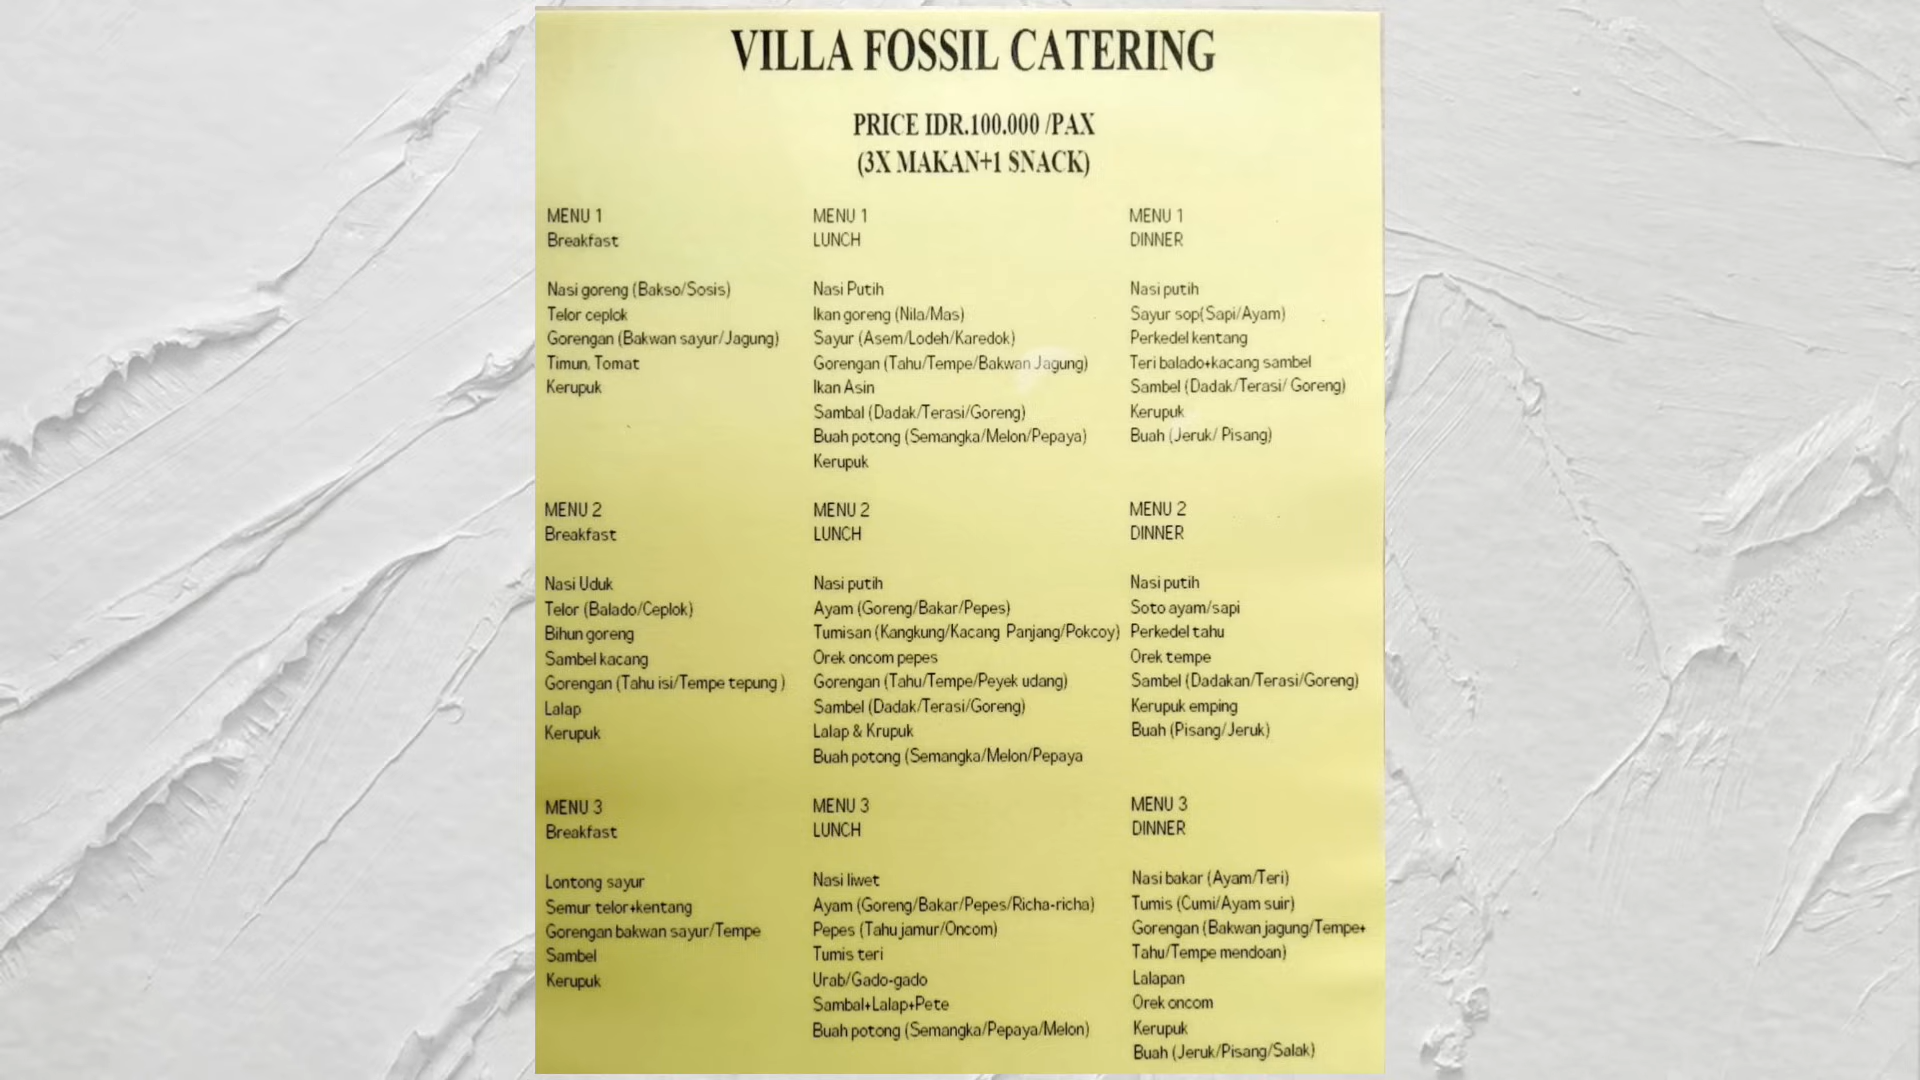 VILLA FOSSIL CATERING
PRICE IDR.100.000 /PAX
(3X MAKAN+1 SNACK)
MENU 1
Breakfast
Nasi goreng (Bakso/Sosis)
Telor ceplok
Gorengan (Bakwan sayur/Jagung)
Timun, Tomat
Kerupuk
MENU 1
LUNCH
Nasi Putih
Ikan goreng (Nila/Mas)
Sayur (Asem/Lodeh/Karedok)
Gorengan (Tahu/Tempe/Bakwan Jagung)
Ikan Asin
Sambal (Dadak/Terasi/Goreng)
Buah potong (Semangka/Melon/Pepaya)
Kerupuk
MENU 1
DINNER
Nasi putih
Sayur sop(Sapi/Ayam)
Perkedel kentang
Teri balado+kacang sambel
Sambel (Dadak/Terasi/ Goreng)
Kerupuk
Buah (Jeruk/ Pisang)
MENU 2
Breakfast
Nasi Uduk
Telor (Balado/Ceplok)
Bihun goreng
Sambel kacang
Gorengan (Tahu isi/Tempe tepung )
Lalap
Kerupuk
MENU 2
LUNCH
Nasi putih
Ayam (Goreng/Bakar/Pepes)
Tumisan (Kangkung/Kacang Panjang/Pokcoy)
Orek oncom pepes
Gorengan (Tahu/Tempe/Peyek udang)
Sambel (Dadak/Terasi/Goreng)
Lalap & Krupuk
Buah potong (Semangka/Melon/Pepaya
MENU 2
DINNER
Nasi putih
Soto ayam/sapi
Perkedel tahu
Orek tempe
Sambel (Dadakan/Terasi/Goreng)
Kerupuk emping
Buah (Pisang/Jeruk)
MENU 3
Breakfast
Lontong sayur
Semur telor+kentang
Gorengan bakwan sayur/Tempe
Sambel
Kerupuk
MENU 3
LUNCH
Nasi liwet
Ayam (Goreng/Bakar/Pepes/Richa-richa)
Pepes (Tahu jamur/Oncom)
Tumis teri
Urab/Gado-gado
Sambal+Lalap+Pete
Buah potong (Semangka/Pepaya/Melon)
MENU 3
DINNER
Nasi bakar (Ayam/Teri)
Tumis (Cumi/Ayam suir)
Gorengan (Bakwan jagung/Tempe+
Tahu/Tempe mendoan)
Lalapan
Orek oncom
Kerupuk
Buah (Jeruk/Pisang/Salak)